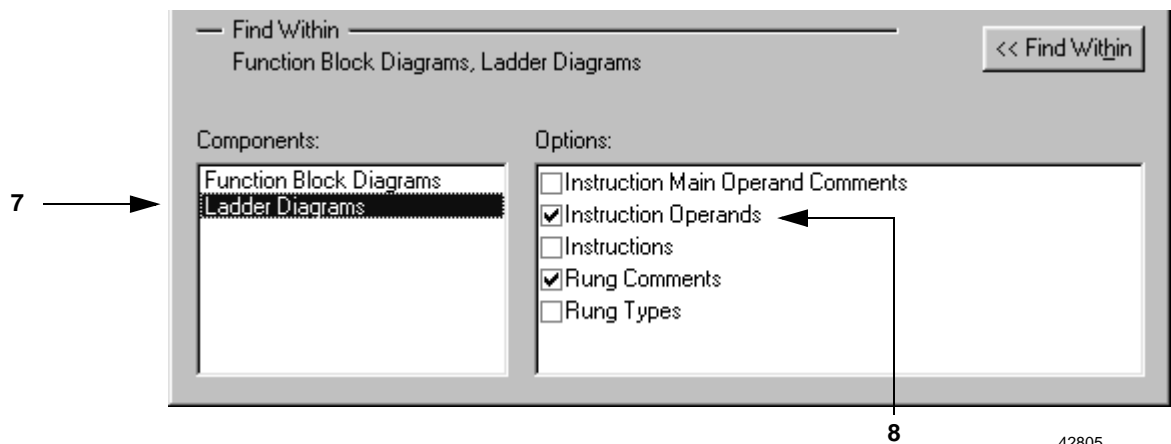 Find Within
<< Find Within
Function Block Diagrams, Ladder Diagrams
Components:
Options:
Function Block Diagrams
Ladder Diagrams
Instruction Main Operand Comments
Instruction Operands
Instructions
Rung Comments
Rung Types
7
8
42805